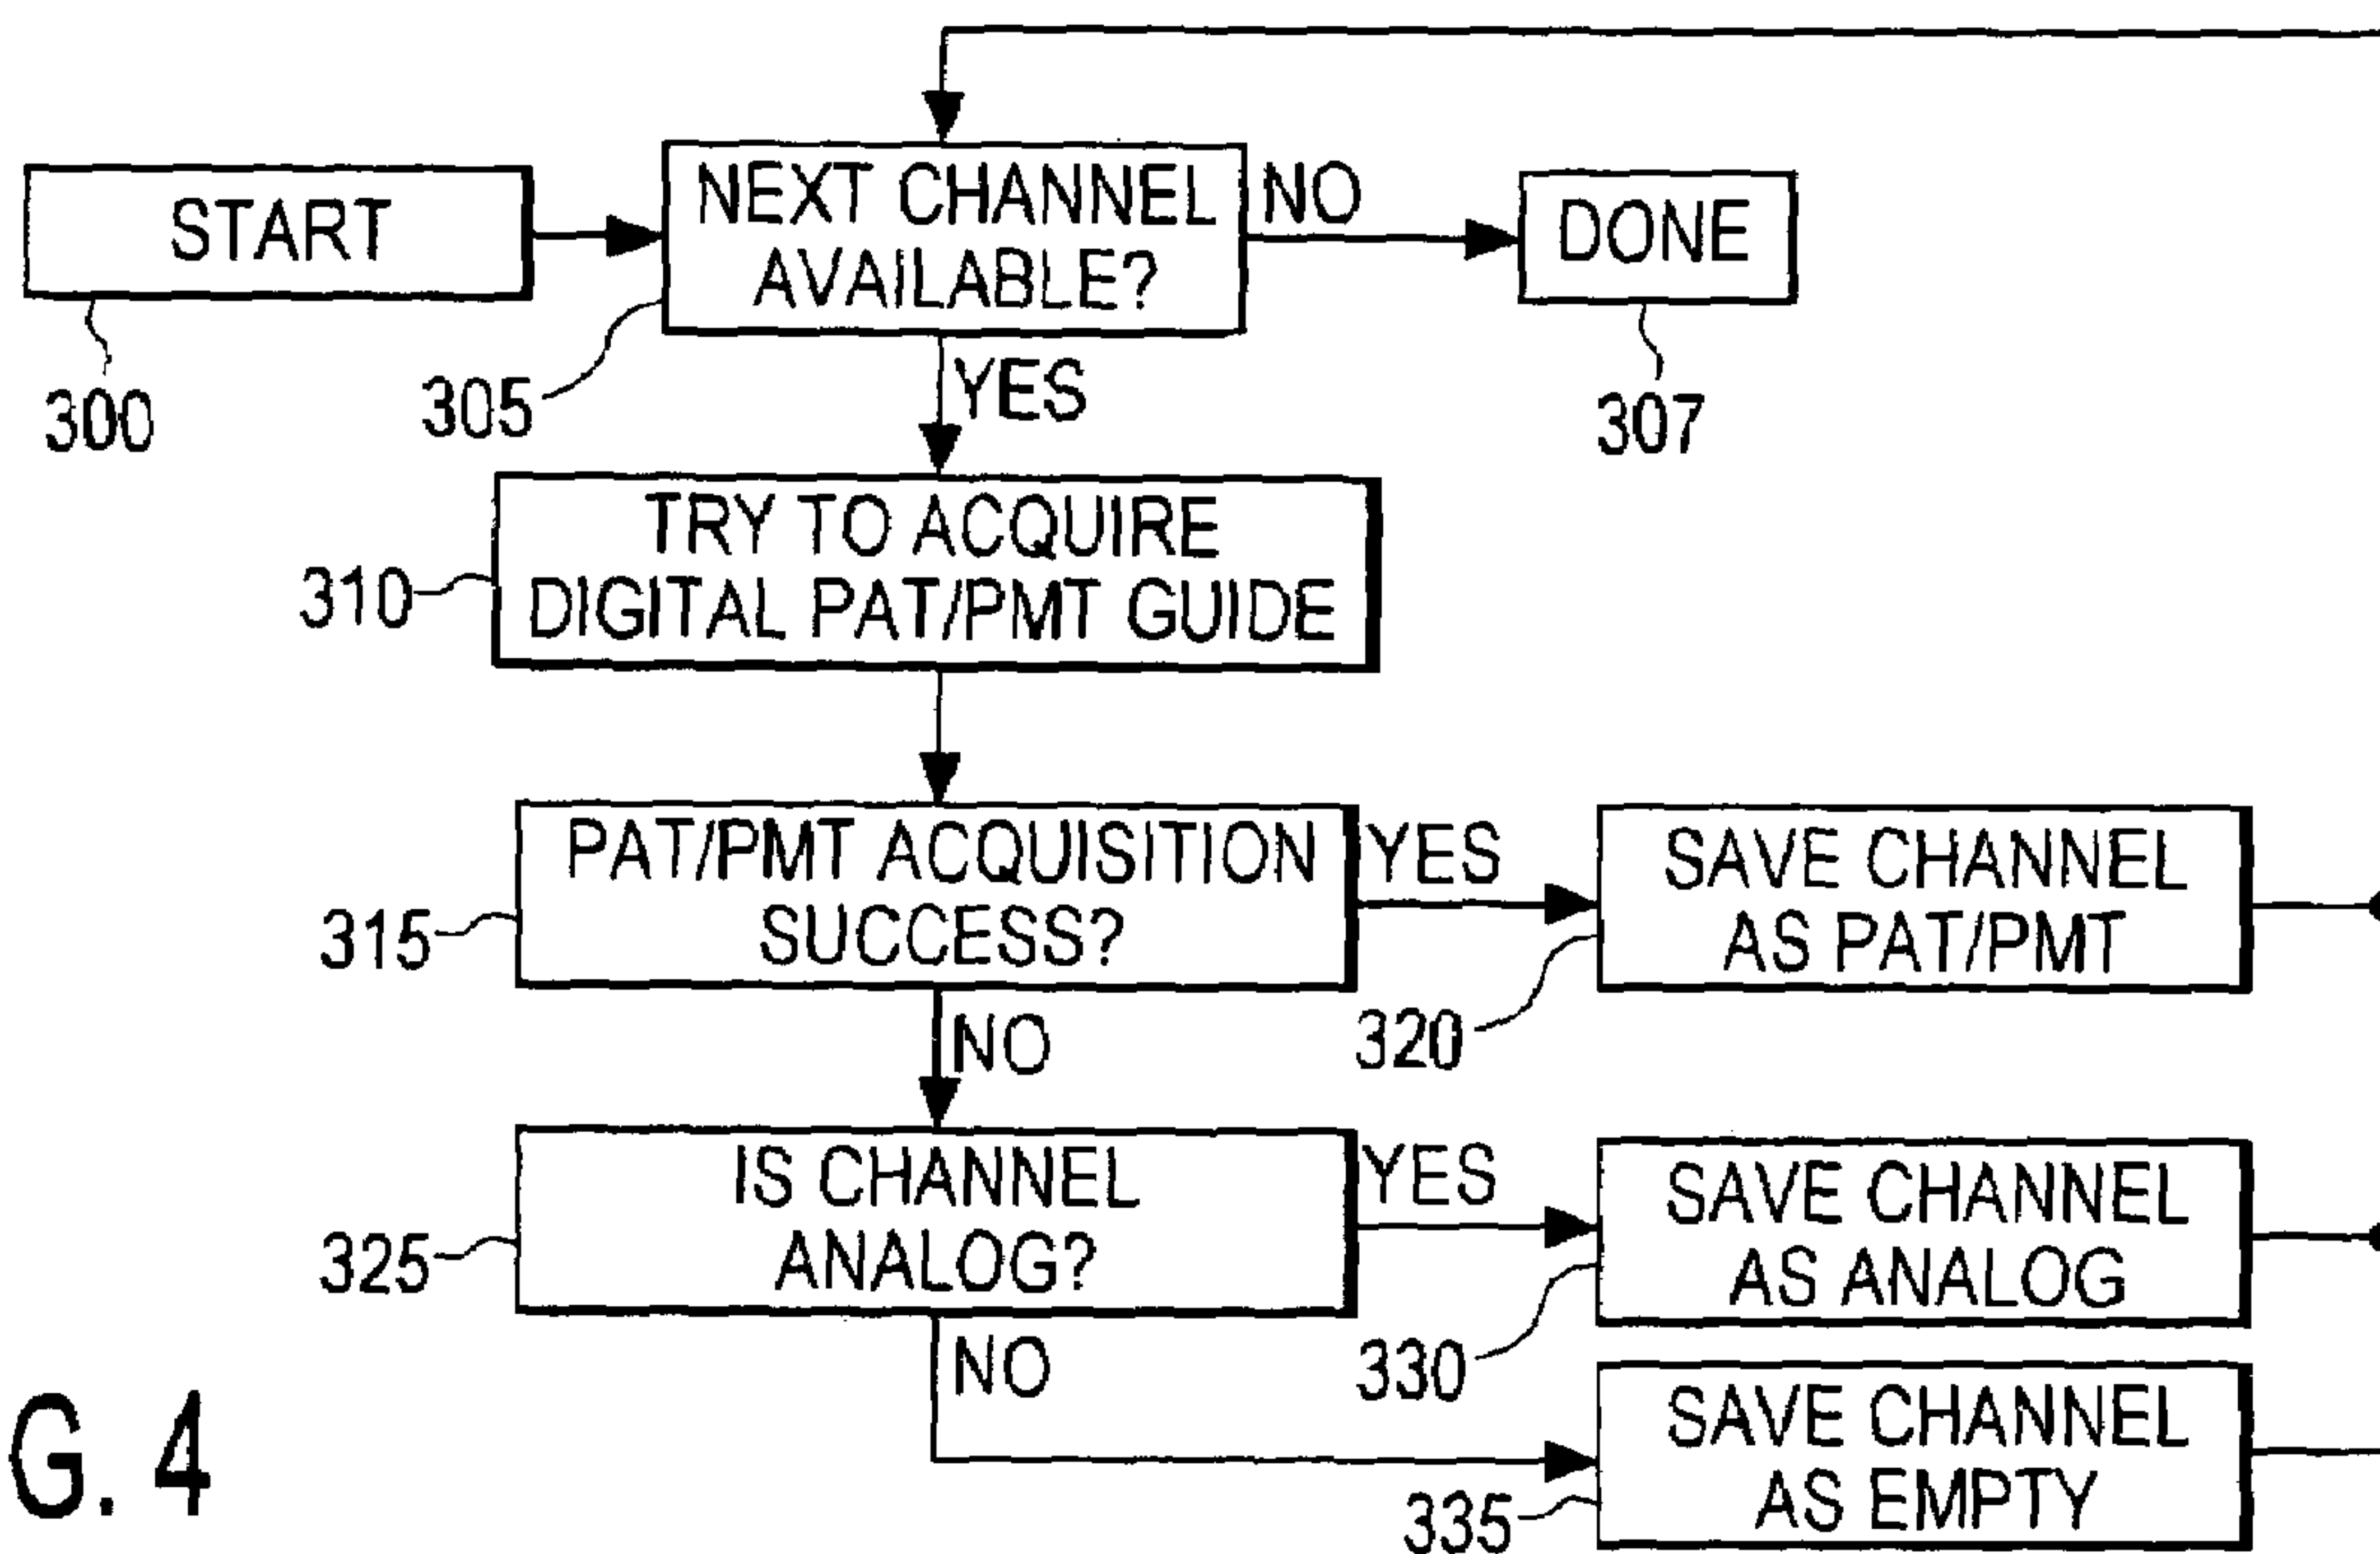 START
NEXT CHANNEL
AVAILABLE?
NO
DONE
300
305
YES
307
TRY TO ACQUIRE
DIGITAL PAT/PMT GUIDE
310
PAT/PMT ACQUISITION
SUCCESS?
YES
SAVE CHANNEL
AS PAT/PMT
315
320
NO
IS CHANNEL
ANALOG?
YES
SAVE CHANNEL
AS ANALOG
325
330
NO
SAVE CHANNEL
AS EMPTY
335
G. 4